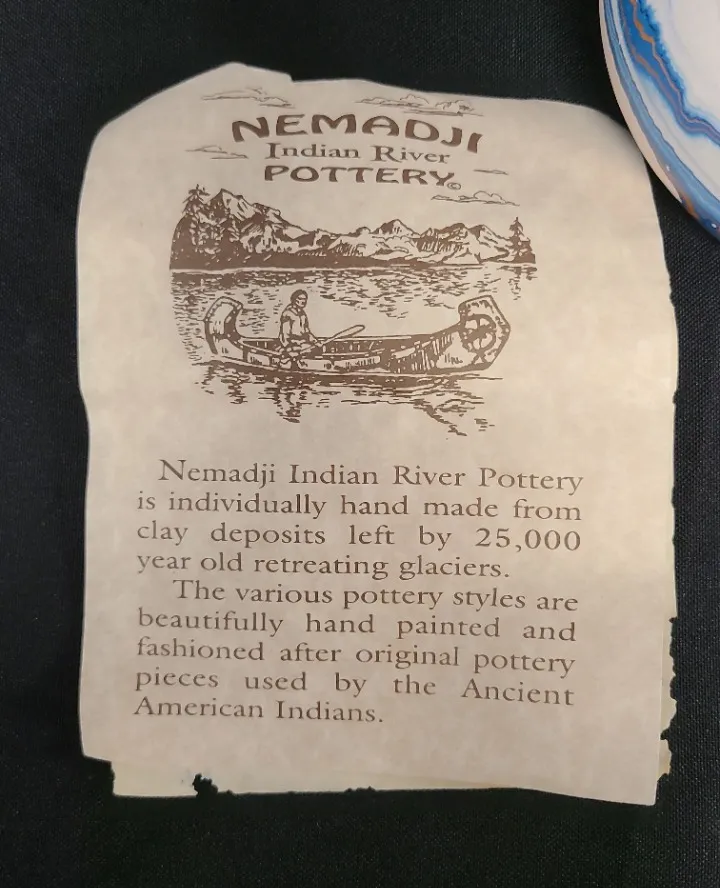 NEMADJI
Indian River
POTTERY©
Nemadji Indian River Pottery
is individually hand made from
clay deposits left by 25,000
year old retreating glaciers.
The various pottery styles are
beautifully hand painted and
fashioned after original pottery
pieces used by the Ancient
American Indians.